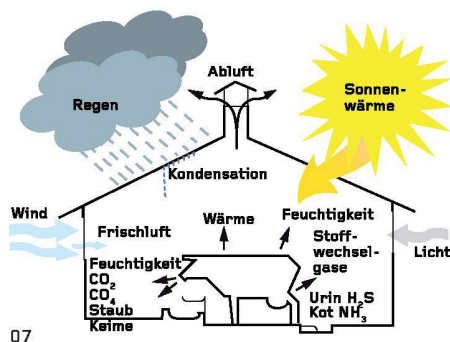 Abluft
Regen
Sonnen-
wärme
Kondensation
Wind
Frischluft
Wärme
Feuchtigkeit
Stoff-
wechsel-
gase
Licht
Feuchtigkeit
CO₂
CO₄
Staub
Keime
Urin H₂S
Kot NH₃
07